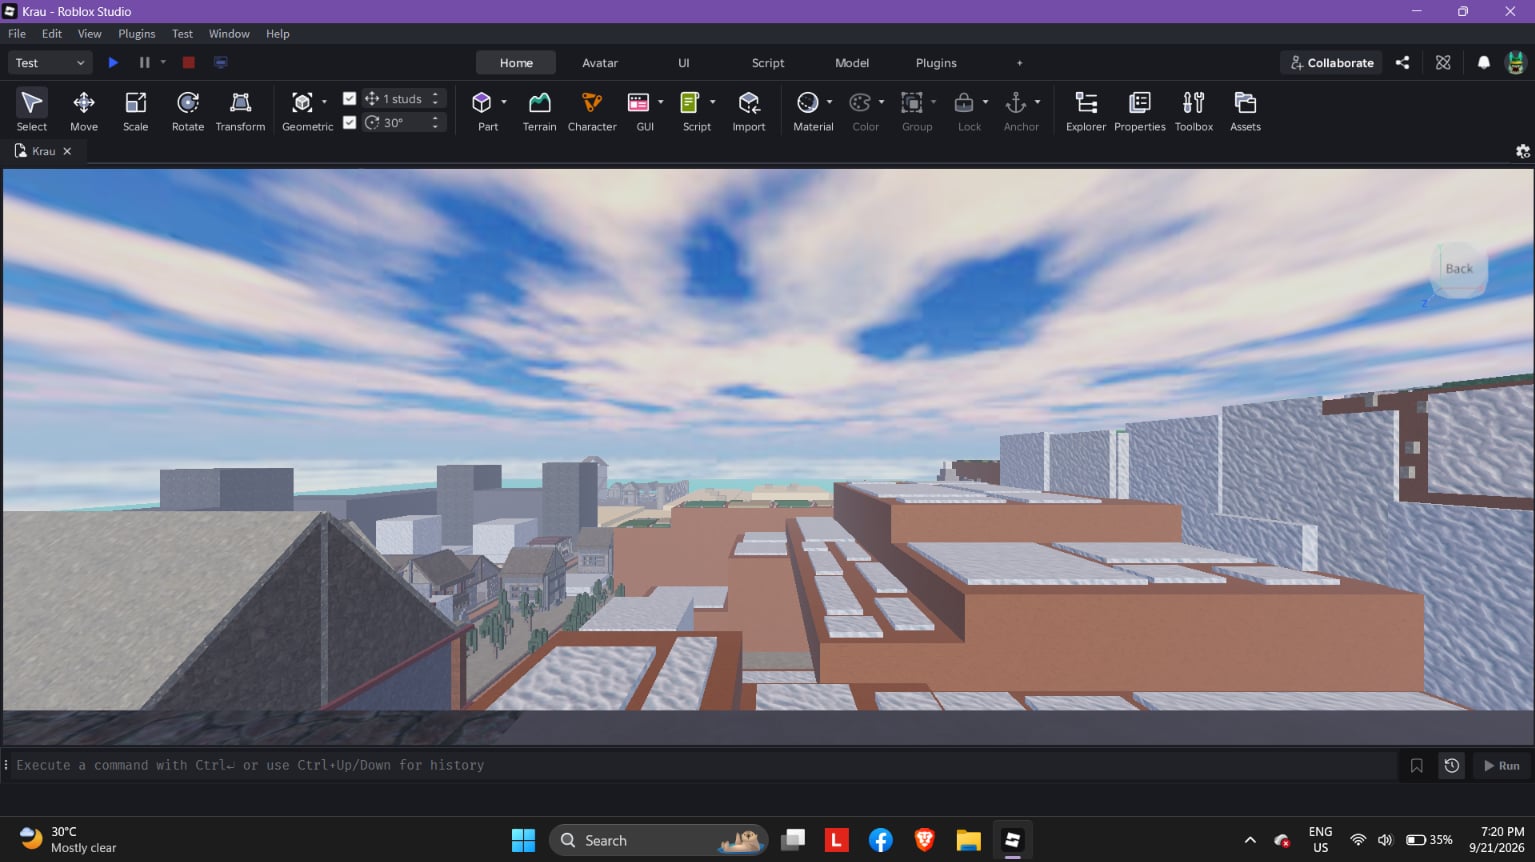 Krau - Roblox Studio
File Edit View Plugins Test Window Help
Test Home Avatar UI Script Model Plugins + Collaborate
1 studs
30°
Select Move Scale Rotate Transform Geometric Part Terrain Character GUI Script Import Material Color Group Lock Anchor Explorer Properties Toolbox Assets
Krau
Back
Z
Execute a command with Ctrl↵ or use Ctrl+Up/Down for history
Run
30°C
Mostly clear
Search
L
ENG
US
35%
7:20 PM
9/21/2026